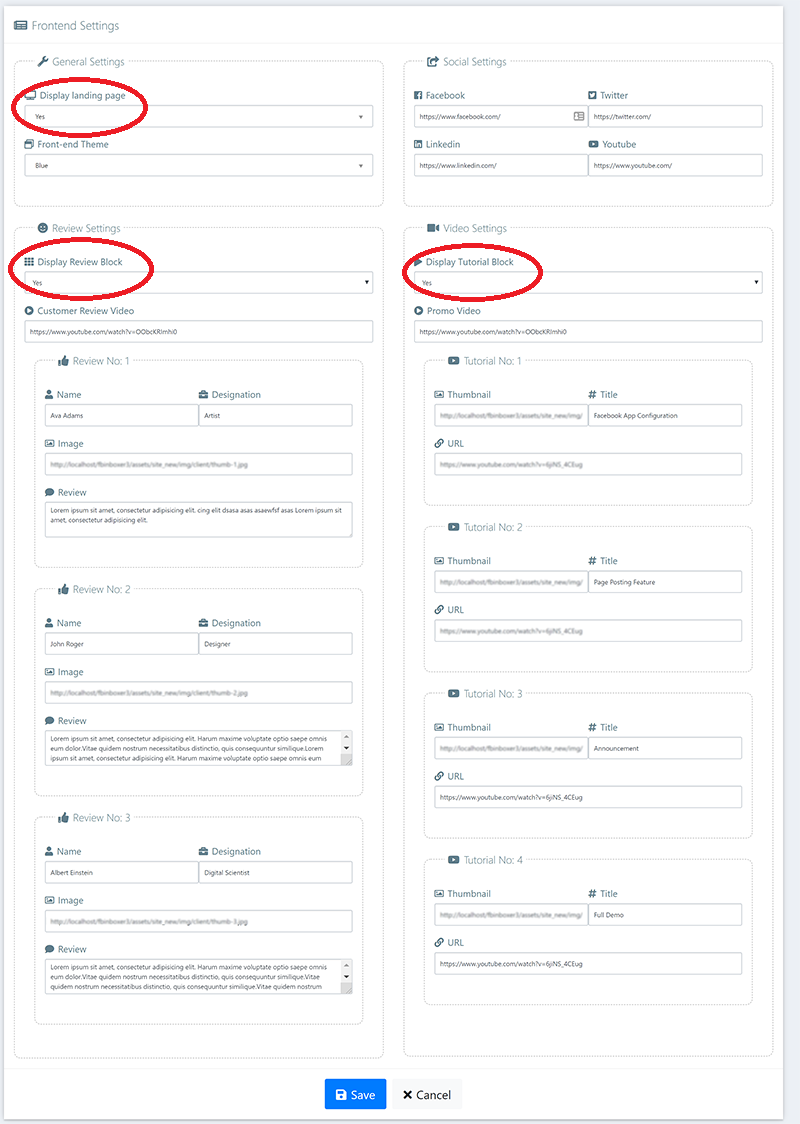 Frontend Settings
General Settings
Display landing page
Yes
Front-end Theme
Blue
Social Settings
Facebook Twitter
https://www.facebook.com/ https://twitter.com/
Linkedin Youtube
https://www.linkedin.com/ https://www.youtube.com/
Review Settings
Display Review Block
Yes
Customer Review Video
https://www.youtube.com/watch?v=OObcKRlmhi0
Review No: 1
Name Designation
Ava Adams Artist
Image
http://localhost/fbinboxer3/assets/site_new/img/client/thumb-1.jpg
Review
Lorem ipsum sit amet, consectetur adipisicing elit. cing elit dsasa asas asaewfsf asas Lorem ipsum sit
amet, consectetur adipisicing elit.
Review No: 2
Name Designation
John Roger Designer
Image
http://localhost/fbinboxer3/assets/site_new/img/client/thumb-2.jpg
Review
Lorem ipsum sit amet, consectetur adipisicing elit. Harum maxime voluptate optio saepe omnis
eum dolor.Vitae quidem nostrum necessitatibus distinctio, quis consequuntur similique.Lorem
ipsum sit amet, consectetur adipisicing elit. Harum maxime voluptate optio saepe omnis eum
Review No: 3
Name Designation
Albert Einstein Digital Scientist
Image
http://localhost/fbinboxer3/assets/site_new/img/client/thumb-3.jpg
Review
Lorem ipsum sit amet, consectetur adipisicing elit. Harum maxime voluptate optio saepe omnis
eum dolor.Vitae quidem nostrum necessitatibus distinctio, quis consequuntur similique.Vitae
quidem nostrum necessitatibus distinctio, quis consequuntur similique.Vitae quidem nostrum
Video Settings
Display Tutorial Block
Yes
Promo Video
https://www.youtube.com/watch?v=OObcKRlmhi0
Tutorial No: 1
Thumbnail Title
http://localhost/fbinboxer3/assets/site_new/img/ Facebook App Configuration
URL
https://www.youtube.com/watch?v=6jiNS_4CEug
Tutorial No: 2
Thumbnail Title
http://localhost/fbinboxer3/assets/site_new/img/ Page Posting Feature
URL
https://www.youtube.com/watch?v=6jiNS_4CEug
Tutorial No: 3
Thumbnail Title
http://localhost/fbinboxer3/assets/site_new/img/ Announcement
URL
https://www.youtube.com/watch?v=6jiNS_4CEug
Tutorial No: 4
Thumbnail Title
http://localhost/fbinboxer3/assets/site_new/img/ Full Demo
URL
https://www.youtube.com/watch?v=6jiNS_4CEug
Save Cancel